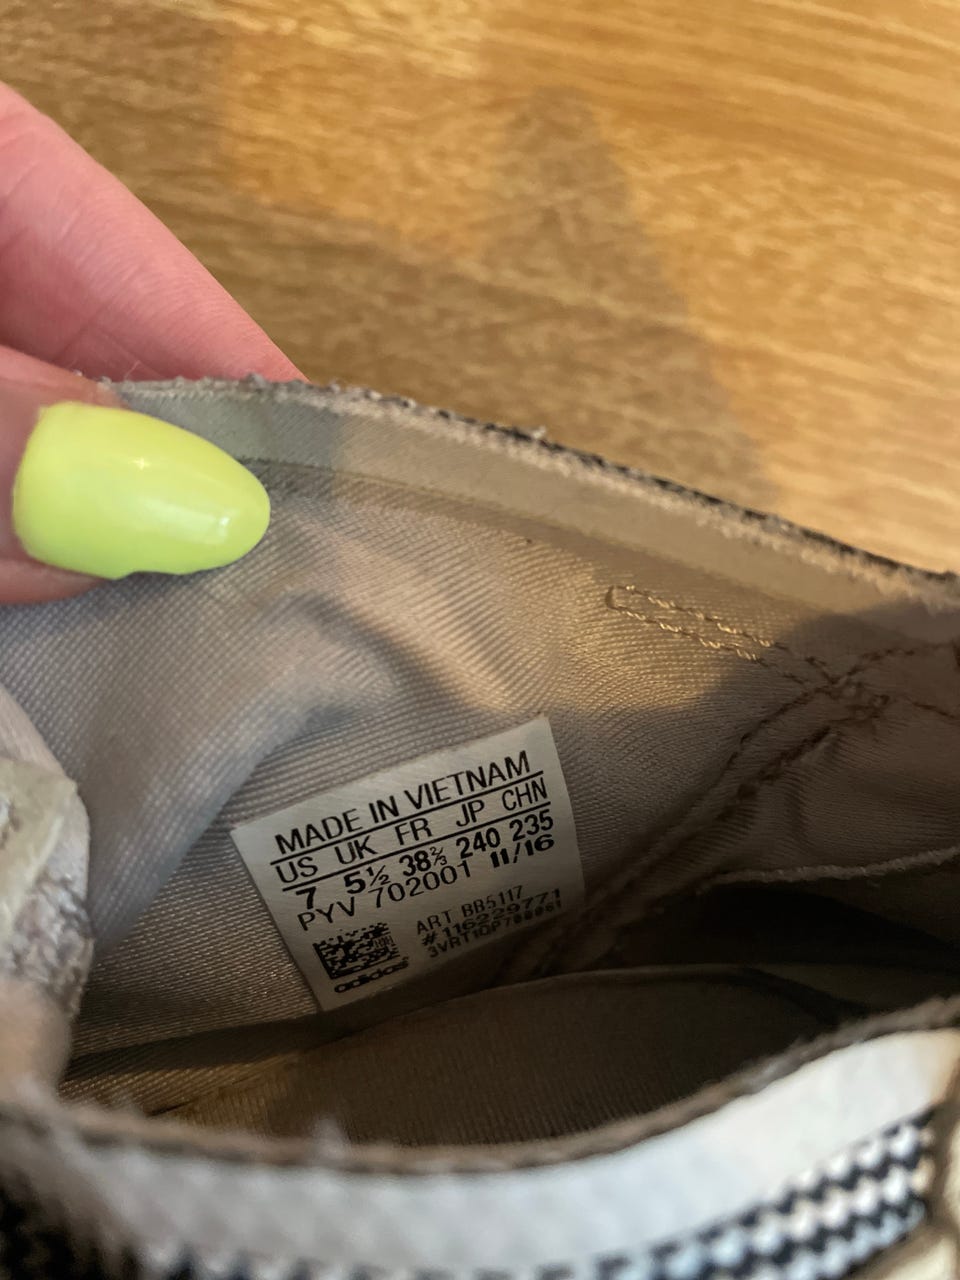 MADE IN VIETNAM
US UK FR JP CHN
7 5½ 38⅔ 240 235
PYV 702001 11/16
ART BB5117
#116229771
adidas